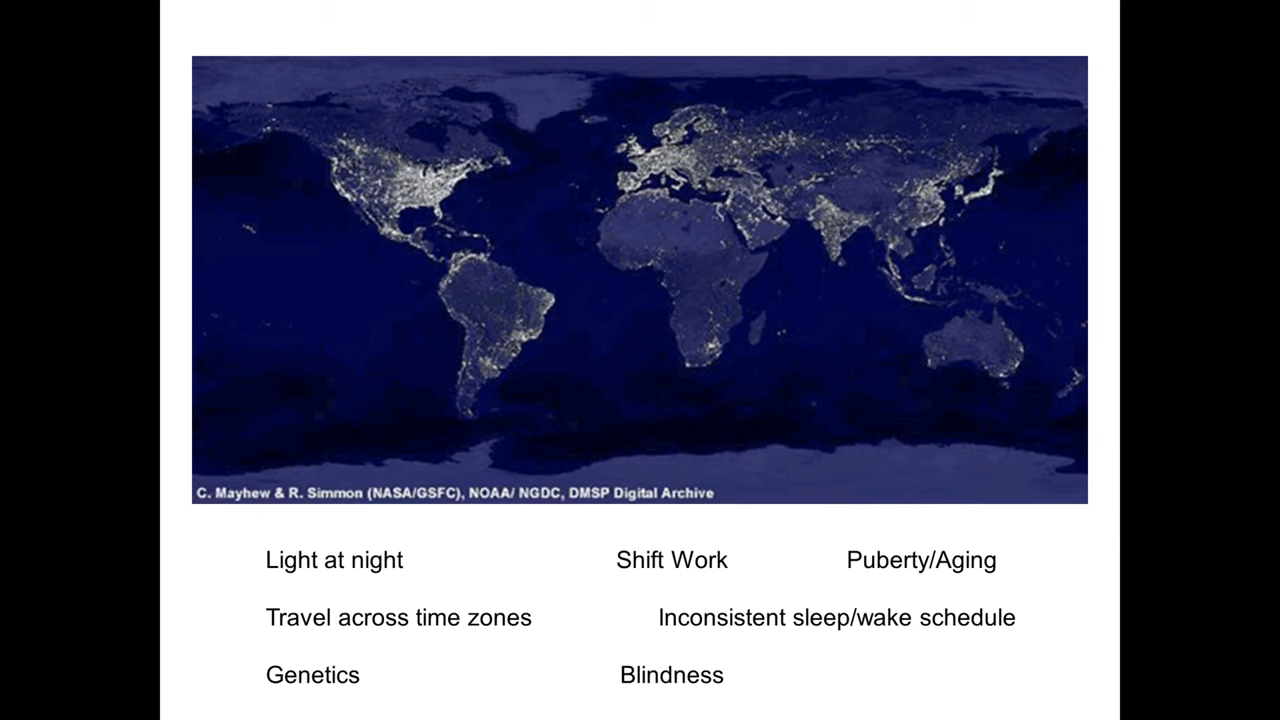 C. Mayhew & R. Simmon (NASA/GSFC), NOAA/ NGDC, DMSP Digital Archive
Light at night Shift Work Puberty/Aging
Travel across time zones Inconsistent sleep/wake schedule
Genetics Blindness